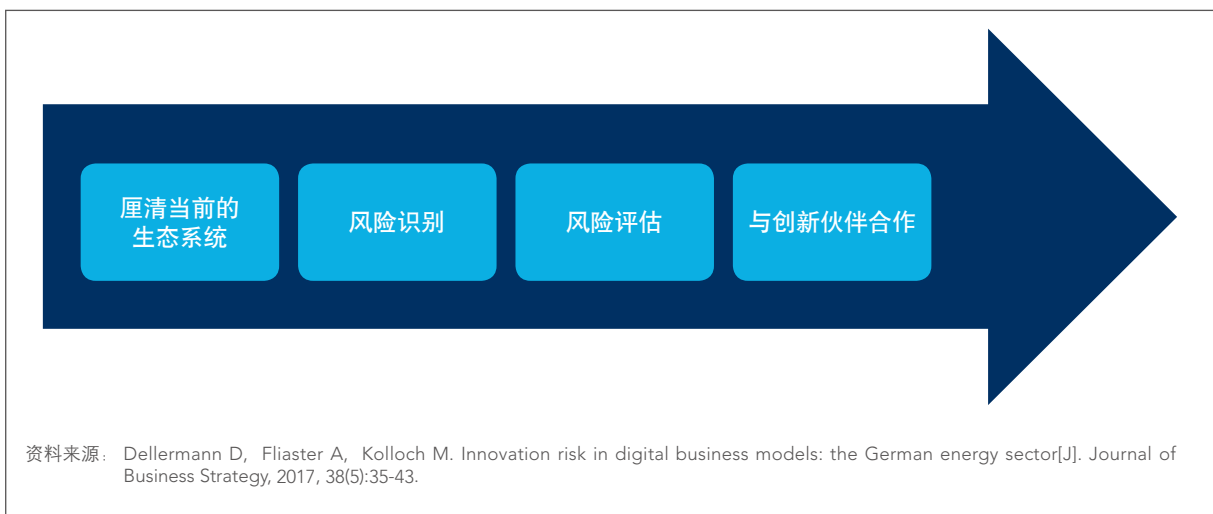 厘清当前的
生态系统
风险识别
风险评估
与创新伙伴合作
资料来源： Dellermann D, Fliaster A, Kolloch M. Innovation risk in digital business models: the German energy sector[J]. Journal of
Business Strategy, 2017, 38(5):35-43.